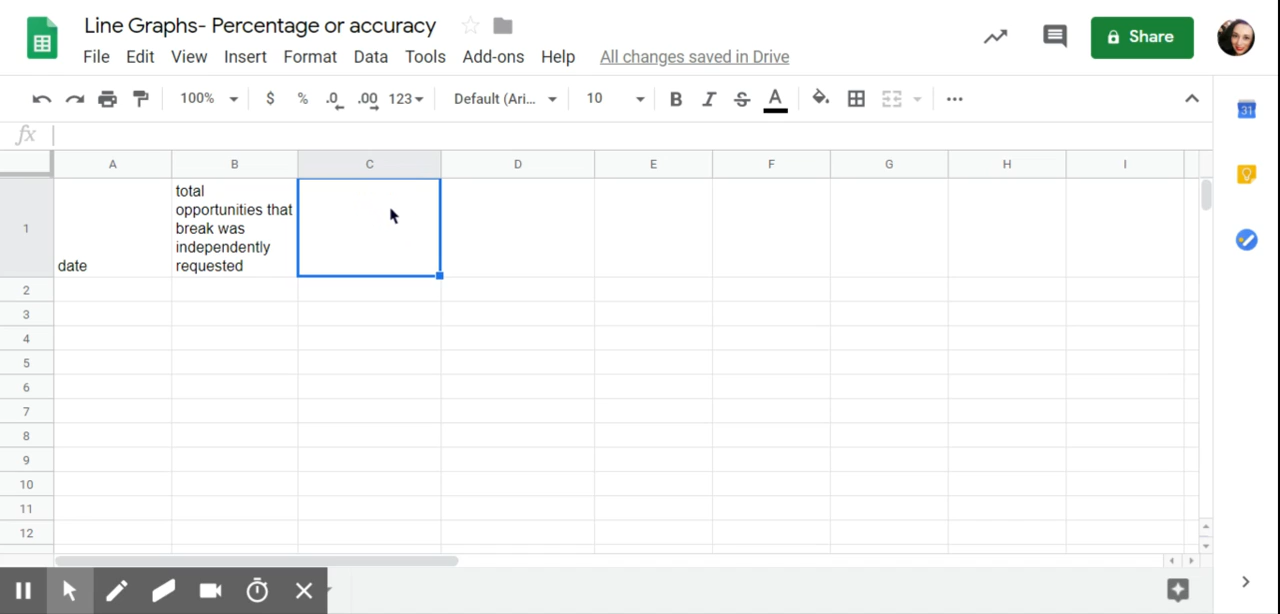 Line Graphs- Percentage or accuracy
File Edit View Insert Format Data Tools Add-ons Help All changes saved in Drive
Share
100% $ % .0 .00 123 Default (Ari... 10 B I S A
31
fx
A B C D E F G H I
total
opportunities that
break was
independently
requested
1
date
2
3
4
5
6
7
8
9
10
11
12